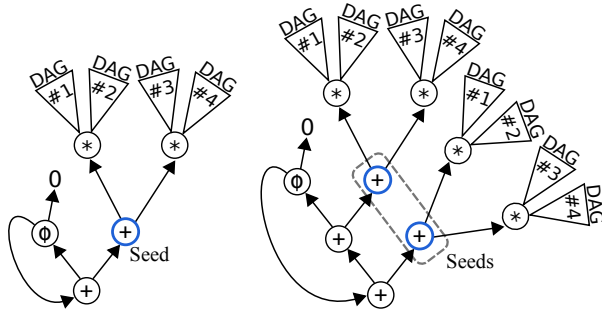 DAG DAG DAG DAG
#1 #2 #3 #4
* *
0
ϕ + Seed
+
DAG DAG DAG DAG
#1 #2 #3 #4
* *
DAG DAG
#1 #2
*
DAG DAG
#3 #4
*
0
ϕ +
+ + Seeds
+